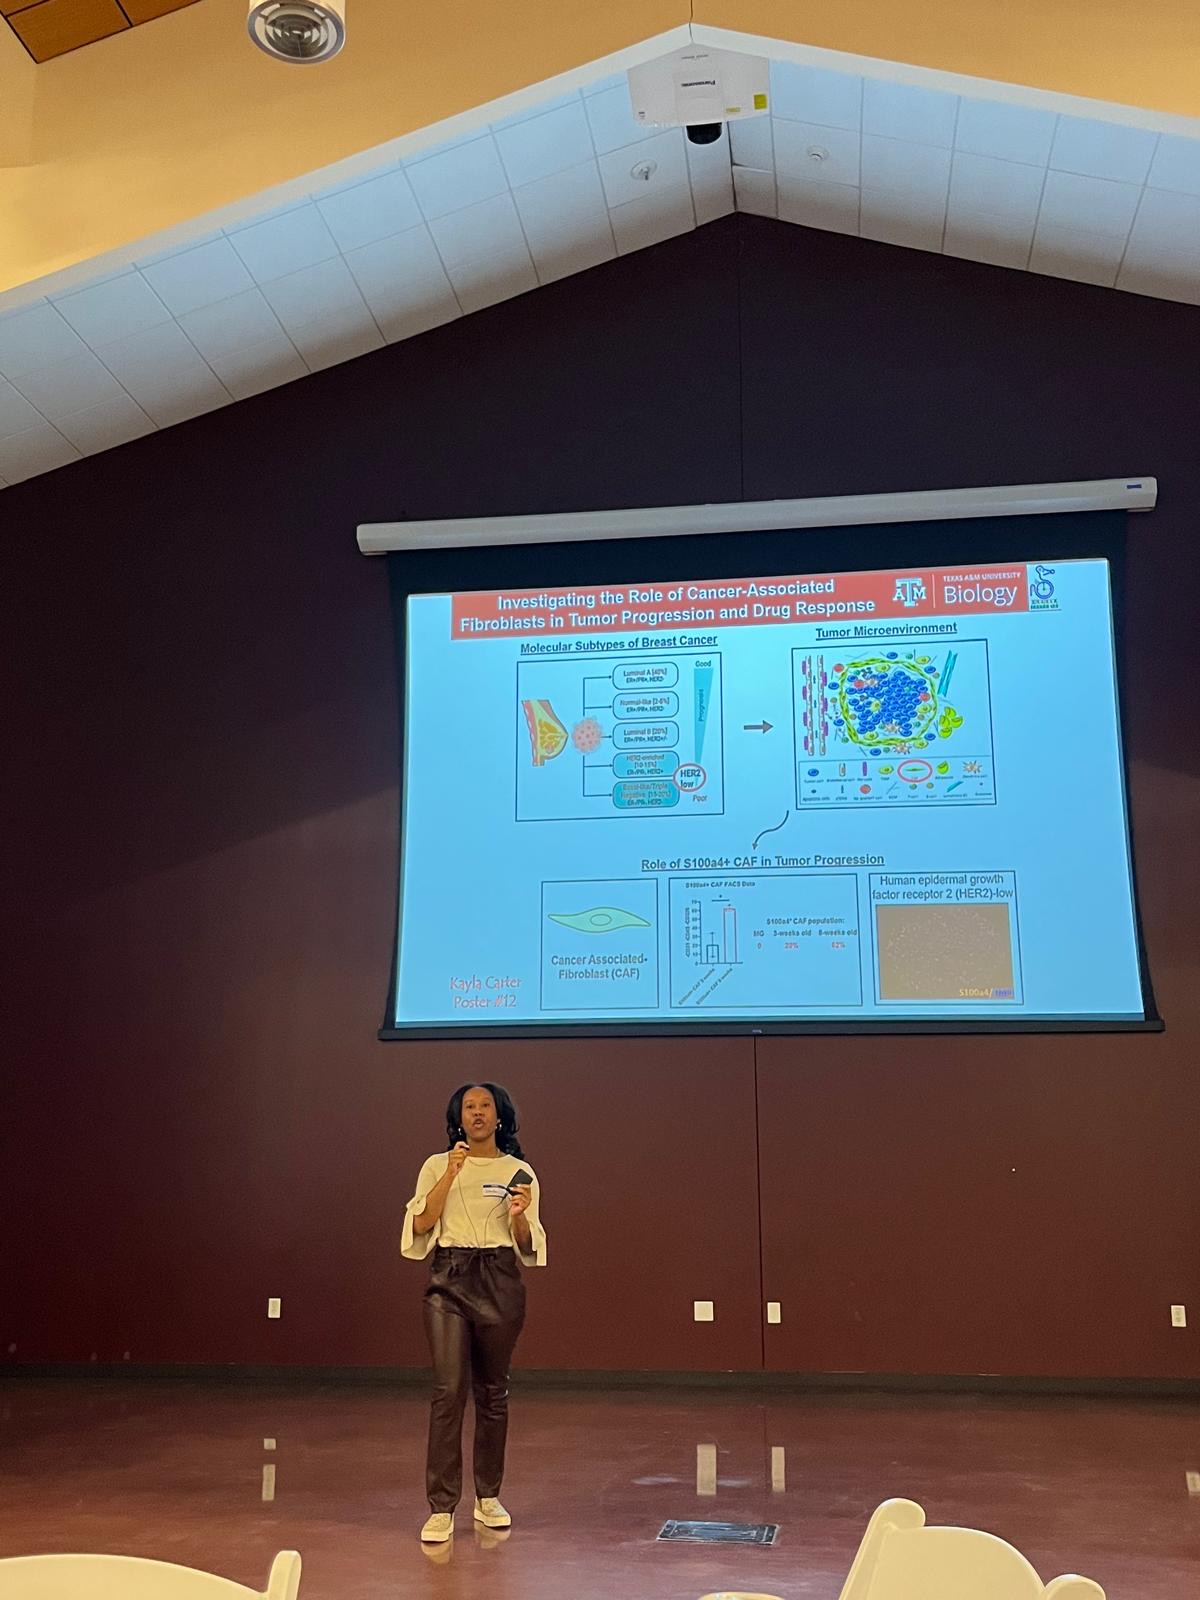 Panasonic
Investigating the Role of Cancer-Associated
Fibroblasts in Tumor Progression and Drug Response
ATM
TEXAS A&M UNIVERSITY
Biology
Molecular Subtypes of Breast Cancer
Luminal A [40%]
ER+/PR+, HER2-
Normal-like [2-8%]
ER+/PR+, HER2-
Luminal B [20%]
ER+/PR+, HER2+/-
HER2-enriched
[10-15%]
ER-/PR-, HER2+
Basal-like/Triple
Negative [15-20%]
ER-/PR-, HER2-
Good
Prognosis
HER2
low
Poor
Tumor Microenvironment
Role of S100a4+ CAF in Tumor Progression
Cancer Associated-
Fibroblast (CAF)
S100a4+ CAF FACS Data
S100a4+ CAF population:
MG 3-weeks old 8-weeks old
0 20% 62%
Human epidermal growth
factor receptor 2 (HER2)-low
S100a4/
Kayla Carter
Poster #12